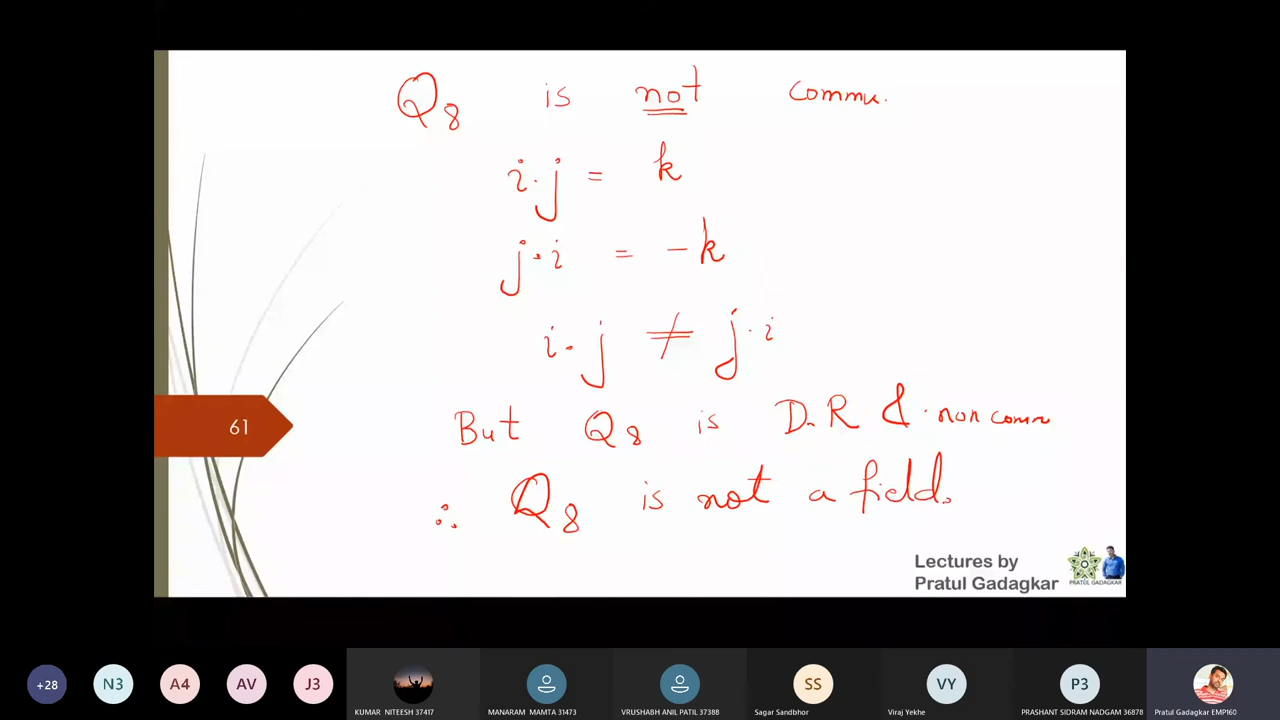 Q8 is not commu.
i·j = k
j·i = -k
i·j ≠ j·i
But Q8 is D.R & non comm
∴ Q8 is not a field.
61
Lectures by
Pratul Gadagkar
PRATUL GADAGKAR
+28 N3 A4 AV J3 SS VY P3
KUMAR NITEESH 37417 MANARAM MAMTA 31473 VRUSHABH ANIL PATIL 37388 Sagar Sandbhor Viraj Yekhe PRASHANT SIDRAM NADGAM 36878 Pratul Gadagkar EMP160